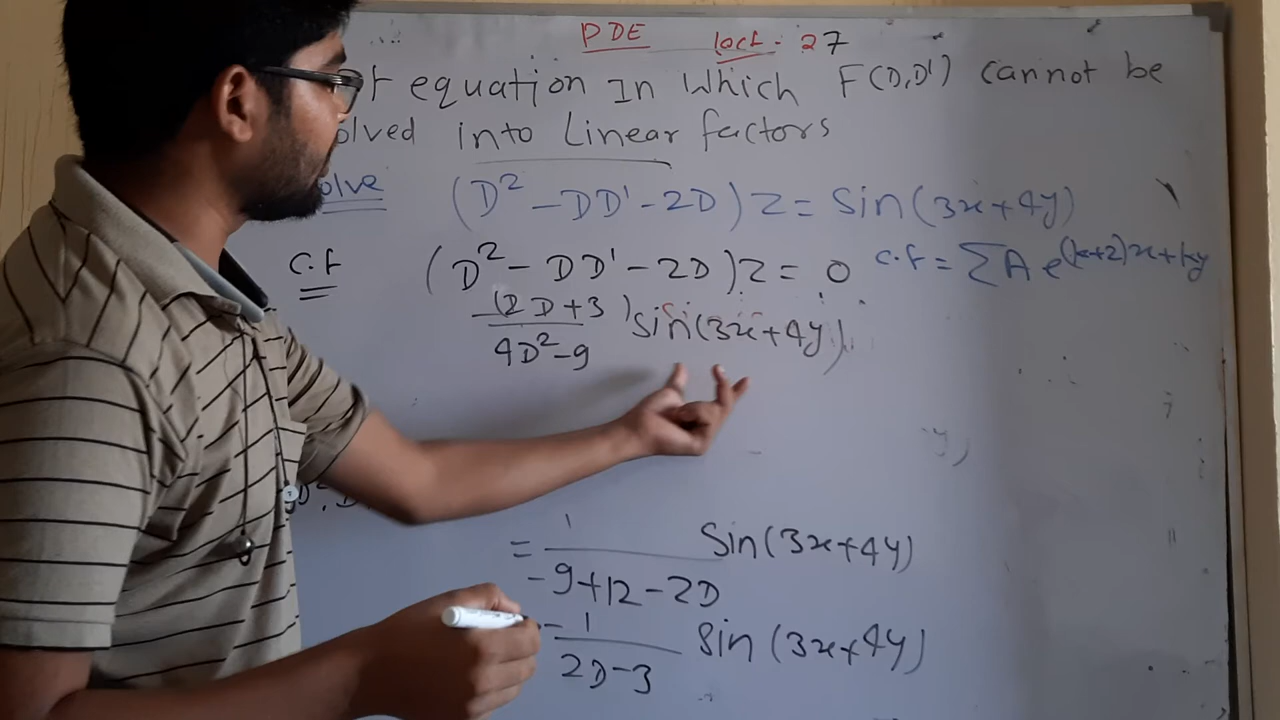 PDE Lect. 27
equation In Which F(D,D') cannot be
olved into Linear factors
olve (D² - DD' - 2D) Z = Sin(3x+4y)
C.F (D² - DD' - 2D) Z = 0 C.F = ΣA e^{(k+2)x+ky}
(2D+3) / 4D²-9 Sin(3x+4y)
= 1 / -9+12-2D Sin(3x+4y)
- 1 / 2D-3 Sin(3x+4y)